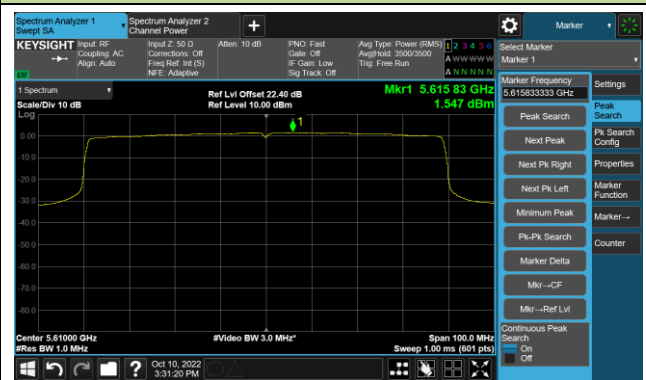 Spectrum Analyzer 1
Swept SA
Spectrum Analyzer 2
Channel Power
Marker
KEYSIGHT
Input: RF
Coupling: AC
Align: Auto
Input Z: 50 Ω
Corrections: Off
Freq Ref: Int (S)
NFE: Adaptive
Atten: 10 dB
PNO: Fast
Gate: Off
IF Gain: Low
Sig Track: Off
Avg Type: Power (RMS)
Avg|Hold: 3500/3500
Trig: Free Run
1 2 3 4 5 6
A W W W W W
A N N N N N
LXI
Select Marker
Marker 1
1 Spectrum
Scale/Div 10 dB
Log
Ref Lvl Offset 22.40 dB
Ref Level 10.00 dBm
Mkr1 5.615 83 GHz
1.547 dBm
1
0.00
-10.0
-20.0
-30.0
-40.0
-50.0
-60.0
-70.0
-80.0
Center 5.61000 GHz
#Res BW 1.0 MHz
#Video BW 3.0 MHz*
Span 100.0 MHz
Sweep 1.00 ms (601 pts)
Marker Frequency
5.615833333 GHz
Peak Search
Next Peak
Next Pk Right
Next Pk Left
Minimum Peak
Pk-Pk Search
Marker Delta
Mkr→CF
Mkr→Ref Lvl
Continuous Peak
Search
On
Off
Settings
Peak
Search
Pk Search
Config
Properties
Marker
Function
Marker→
Counter
?
Oct 10, 2022
3:31:20 PM